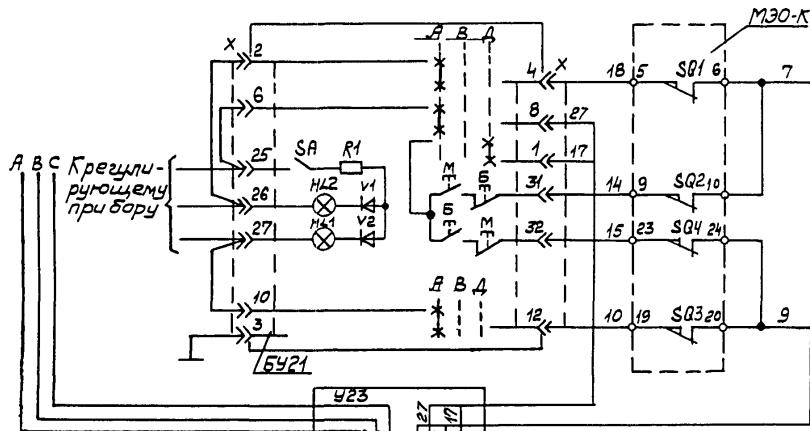 МЭО-К
А В Д
X 2
4 X 18 5 SQ1 6 7
6
8 27
1 17
25 SA R1
А В С К регули-
рующему
прибору
26 HL2 V1
М Б 31 14 9 SQ2 10
27 HL1 V2
Б М 32 15 23 SQ4 24
10 А В Д
3
12 10 19 SQ3 20 9
БУ21
У23
27 17